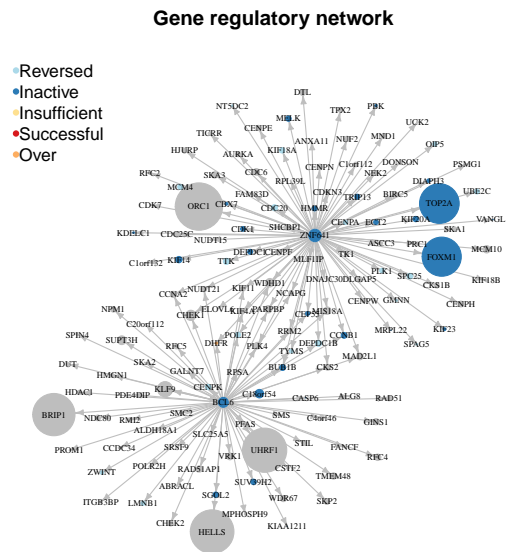 Gene regulatory network
Reversed
Inactive
Insufficient
Successful
Over
DTL
NT5DC2
TPX2
PBK
MELK
UCK2
TICRR
CENPE
ANXA11
NUF2
MND1
OIP5
HJURP
AURKA
KIF18A
C1orf112
DONSON
PSMG1
RFC2
SKA3
CDC6
CENPN
NEK2
DIAPH3
MCM4
RPL39L
CDKN3
TRIP13
BIRC5
UBE2C
FAM83D
TOP2A
CDK7
ORC1
CBX7
CDC20
HMMR
CENPA
ECT2
KIF20A
VANGL
KDELC1
CDC25C
CDK1
SHCBP1
ZNF641
SKA1
NUDT15
ASCC3
PRC1
MCM10
C1orf132
KIF14
DEPDC1
CENPF
TK1
FOXM1
TTK
MLF1IP
PLK1
SPC25
KIF18B
CCNA2
NUDT21
KIF11
WDHD1
DNAJC30
DLGAP5
CKS1B
NCAPG
CENPW
GMNN
CENPH
NPM1
CHEK1
ELOVL6
KIF4A
PARPBP
CEP55
MIS18A
SPIN4
C20orf112
POLE2
RRM2
CCNB1
MRPL22
KIF23
SUPT3H
RFC5
DHFR
PLK4
TYMS
DEPDC1B
SPAG5
DUT
SKA2
MAD2L1
HMGN1
GALNT7
RPSA
BUB1B
CKS2
HDAC1
PDE4DIP
KLF9
CENPK
C18orf54
CASP6
ALG8
RAD51
BRIP1
NDC80
RMI2
SMC2
BCL6
PFAS
SMS
C4orf46
GINS1
ALDH18A1
SLC25A5
PROM1
CCDC34
SRSF9
UHRF1
STIL
FANCF
RFC4
ZWINT
POLR2H
RAD51AP1
VRK1
CSTF2
TMEM48
ITGB3BP
ABRACL
SGOL2
SUV39H2
WDR67
SKP2
LMNB1
MPHOSPH9
KIAA1211
CHEK2
HELLS